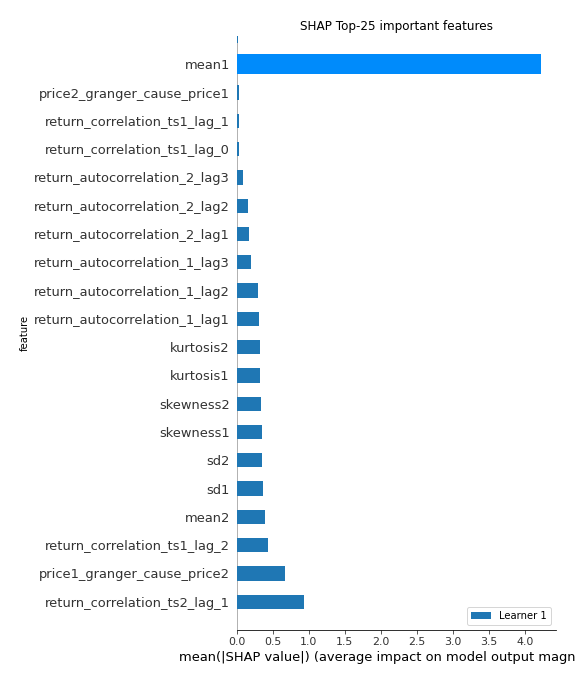 SHAP Top-25 important features
mean1
price2_granger_cause_price1
return_correlation_ts1_lag_1
return_correlation_ts1_lag_0
return_autocorrelation_2_lag3
return_autocorrelation_2_lag2
return_autocorrelation_2_lag1
return_autocorrelation_1_lag3
return_autocorrelation_1_lag2
return_autocorrelation_1_lag1
kurtosis2
kurtosis1
skewness2
skewness1
sd2
sd1
mean2
return_correlation_ts1_lag_2
price1_granger_cause_price2
return_correlation_ts2_lag_1
feature
Learner 1
0.0 0.5 1.0 1.5 2.0 2.5 3.0 3.5 4.0
mean(|SHAP value|) (average impact on model output magn